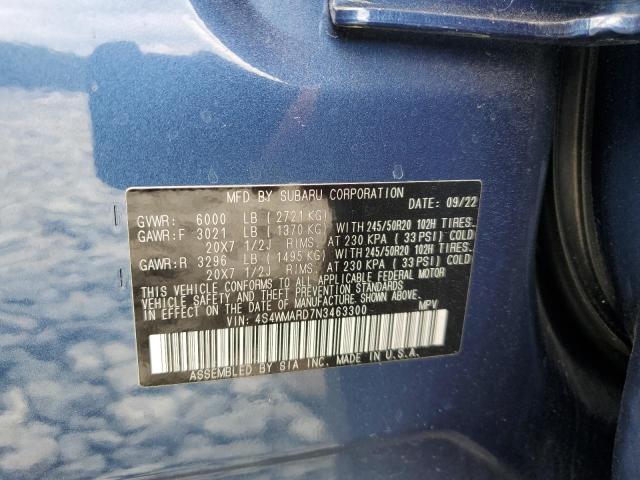 MFD BY SUBARU CORPORATION DATE: 09/22
GVWR: 6000 LB ( 2721 KG)
GAWR:F 3021 LB ( 1370 KG) WITH 245/50R20 102H TIRES.
20X7 1/2J RIMS. AT 230 KPA ( 33 PSI) COLD
GAWR:R 3296 LB ( 1495 KG) WITH 245/50R20 102H TIRES.
20X7 1/2J RIMS. AT 230 KPA ( 33 PSI) COLD
THIS VEHICLE CONFORMS TO ALL APPLICABLE FEDERAL MOTOR
VEHICLE SAFETY AND THEFT PREVENTION STANDARDS
IN EFFECT ON THE DATE OF MANUFACTURE SHOWN ABOVE.
VIN: 4S4WMARD7N3463300 MPV
ASSEMBLED BY SIA INC. MADE IN U.S.A.